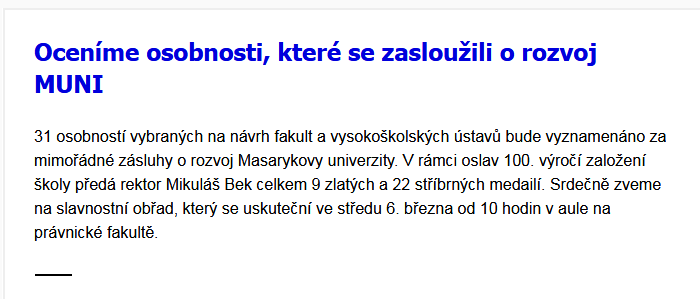 Oceníme osobnosti, které se zasloužili o rozvoj
MUNI
31 osobností vybraných na návrh fakult a vysokoškolských ústavů bude vyznamenáno za
mimořádné zásluhy o rozvoj Masarykovy univerzity. V rámci oslav 100. výročí založení
školy předá rektor Mikuláš Bek celkem 9 zlatých a 22 stříbrných medailí. Srdečně zveme
na slavnostní obřad, který se uskuteční ve středu 6. března od 10 hodin v aule na
právnické fakultě.